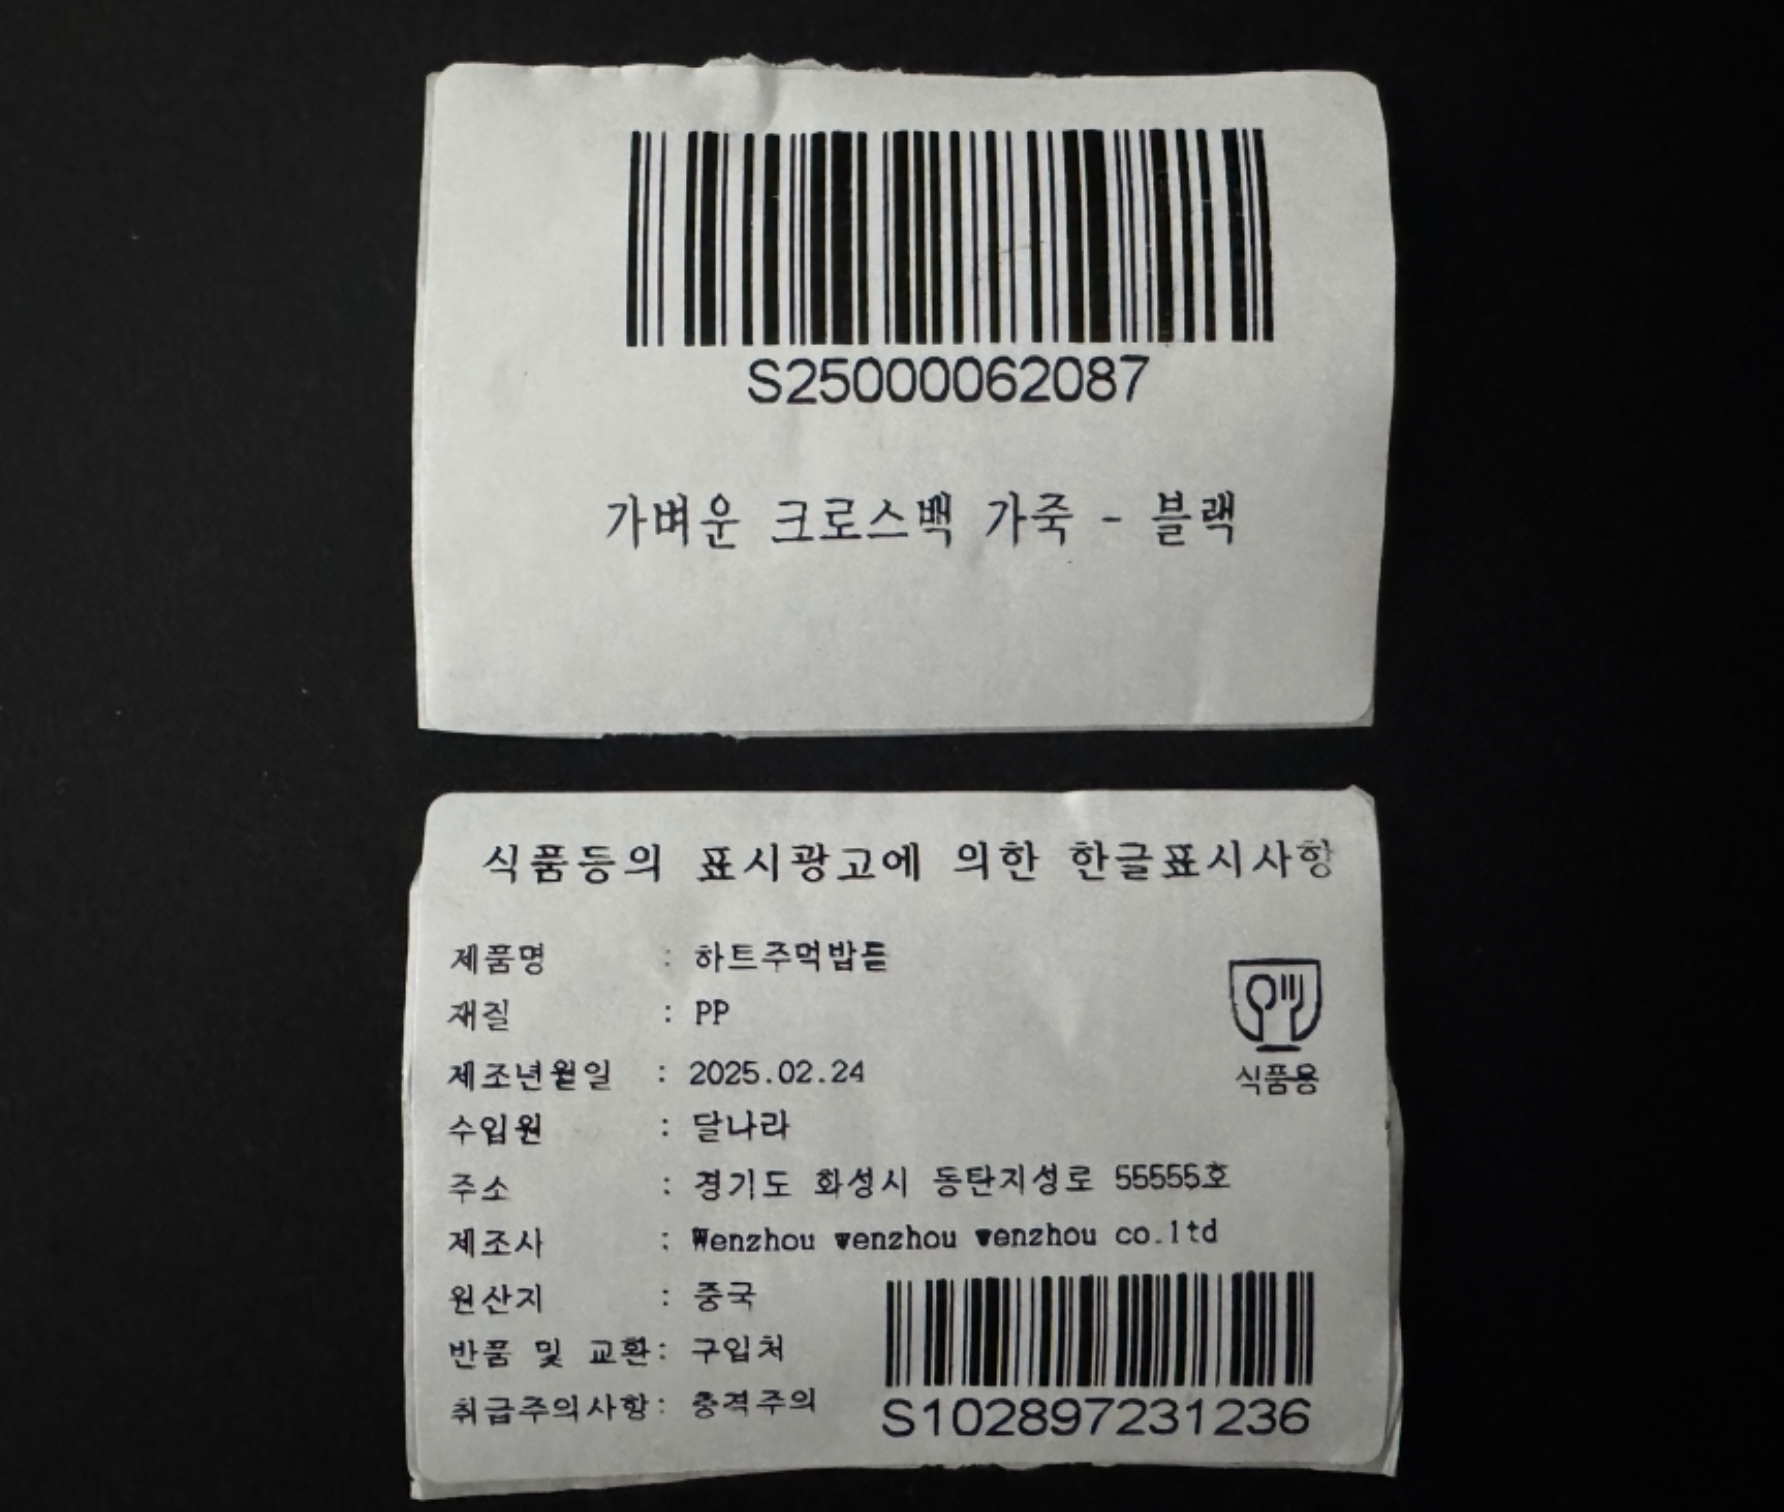 S25000062087
가벼운 크로스백 가죽 - 블랙
식품등의 표시광고에 의한 한글표시사항
제품명 : 하트주먹밥틀
재질 : PP
제조년월일 : 2025.02.24
수입원 : 달나라
주소 : 경기도 화성시 동탄지성로 55555호
제조사 : Wenzhou wenzhou wenzhou co.ltd
원산지 : 중국
반품 및 교환: 구입처
취급주의사항: 충격주의
식품용
S102897231236